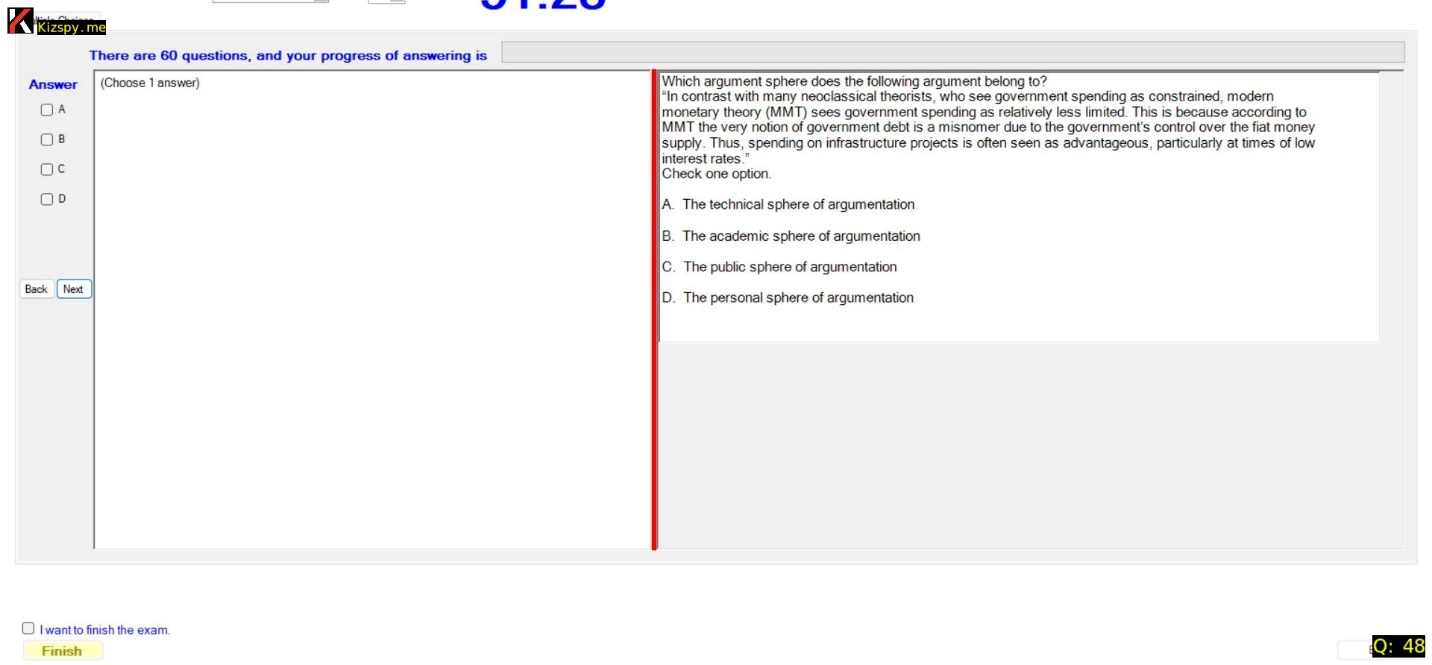 Kizspy.me
There are 60 questions, and your progress of answering is
Answer
(Choose 1 answer)
A
B
C
D
Back
Next
Which argument sphere does the following argument belong to?
“In contrast with many neoclassical theorists, who see government spending as constrained, modern
monetary theory (MMT) sees government spending as relatively less limited. This is because according to
MMT the very notion of government debt is a misnomer due to the government's control over the fiat money
supply. Thus, spending on infrastructure projects is often seen as advantageous, particularly at times of low
interest rates.”
Check one option.
A. The technical sphere of argumentation
B. The academic sphere of argumentation
C. The public sphere of argumentation
D. The personal sphere of argumentation
I want to finish the exam.
Finish
Q: 48